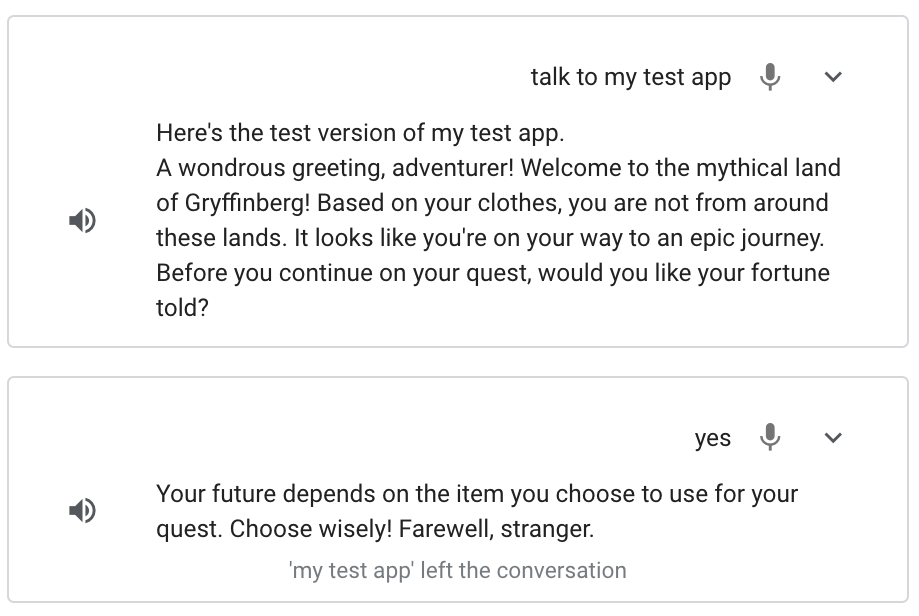 talk to my test app
Here's the test version of my test app.
A wondrous greeting, adventurer! Welcome to the mythical land
of Gryffinberg! Based on your clothes, you are not from around
these lands. It looks like you're on your way to an epic journey.
Before you continue on your quest, would you like your fortune
told?
yes
Your future depends on the item you choose to use for your
quest. Choose wisely! Farewell, stranger.
'my test app' left the conversation